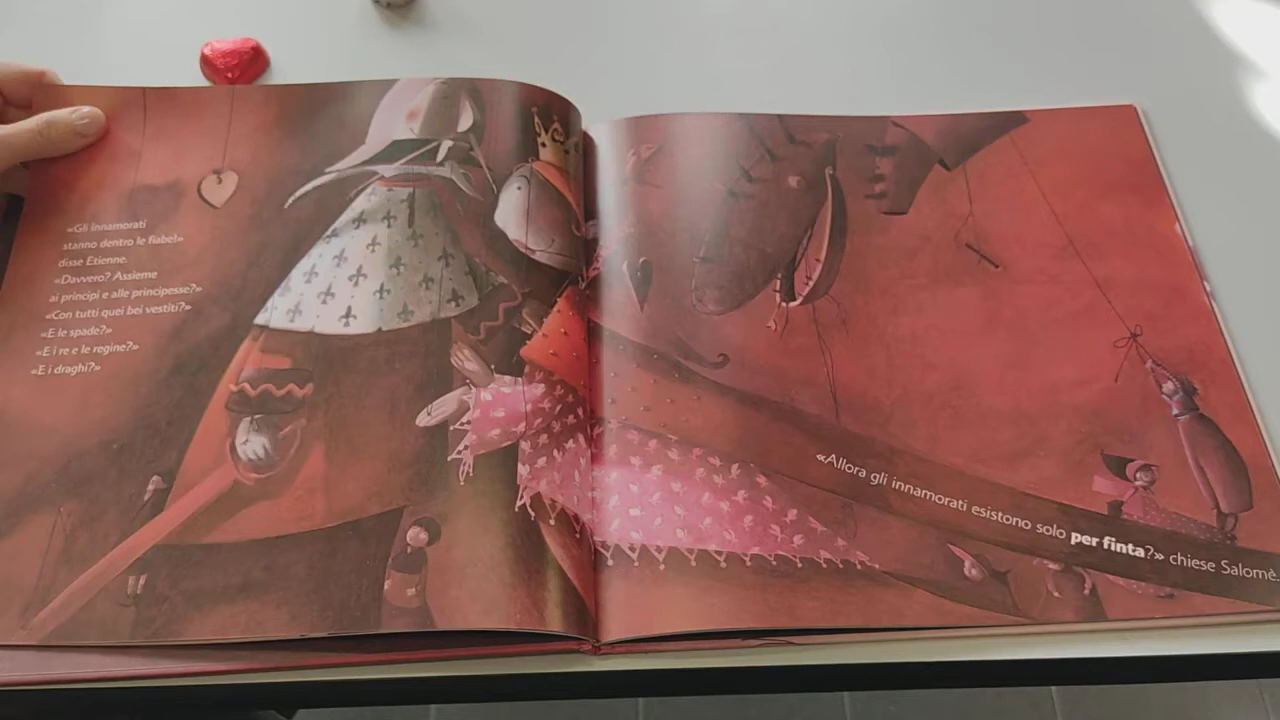 «Gli innamorati
stanno dentro le fiabe!»
disse Etienne.
«Davvero? Assieme
ai principi e alle principesse?»
«Con tutti quei bei vestiti?»
«E le spade?»
«E i re e le regine?»
«E i draghi?»
«Allora gli innamorati esistono solo per finta?» chiese Salomè.